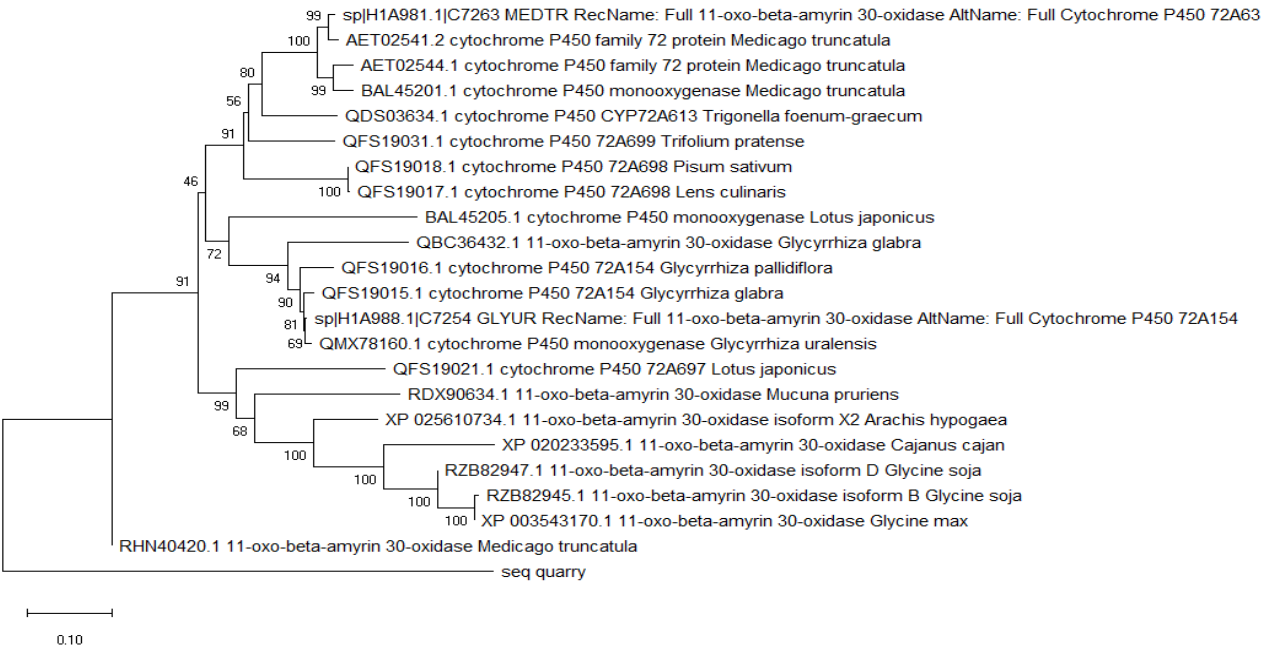 99 sp|H1A981.1|C7263 MEDTR RecName: Full 11-oxo-beta-amyrin 30-oxidase AltName: Full Cytochrome P450 72A63
100 AET02541.2 cytochrome P450 family 72 protein Medicago truncatula
AET02544.1 cytochrome P450 family 72 protein Medicago truncatula
80
99 BAL45201.1 cytochrome P450 monooxygenase Medicago truncatula
56
QDS03634.1 cytochrome P450 CYP72A613 Trigonella foenum-graecum
91 QFS19031.1 cytochrome P450 72A699 Trifolium pratense
QFS19018.1 cytochrome P450 72A698 Pisum sativum
46
100 QFS19017.1 cytochrome P450 72A698 Lens culinaris
BAL45205.1 cytochrome P450 monooxygenase Lotus japonicus
72 QBC36432.1 11-oxo-beta-amyrin 30-oxidase Glycyrrhiza glabra
91 94 QFS19016.1 cytochrome P450 72A154 Glycyrrhiza pallidiflora
90 QFS19015.1 cytochrome P450 72A154 Glycyrrhiza glabra
81 sp|H1A988.1|C7254 GLYUR RecName: Full 11-oxo-beta-amyrin 30-oxidase AltName: Full Cytochrome P450 72A154
69 QMX78160.1 cytochrome P450 monooxygenase Glycyrrhiza uralensis
QFS19021.1 cytochrome P450 72A697 Lotus japonicus
99 RDX90634.1 11-oxo-beta-amyrin 30-oxidase Mucuna pruriens
68 XP 025610734.1 11-oxo-beta-amyrin 30-oxidase isoform X2 Arachis hypogaea
100 XP 020233595.1 11-oxo-beta-amyrin 30-oxidase Cajanus cajan
100 RZB82947.1 11-oxo-beta-amyrin 30-oxidase isoform D Glycine soja
100 RZB82945.1 11-oxo-beta-amyrin 30-oxidase isoform B Glycine soja
100 XP 003543170.1 11-oxo-beta-amyrin 30-oxidase Glycine max
RHN40420.1 11-oxo-beta-amyrin 30-oxidase Medicago truncatula
seq quarry
0.10